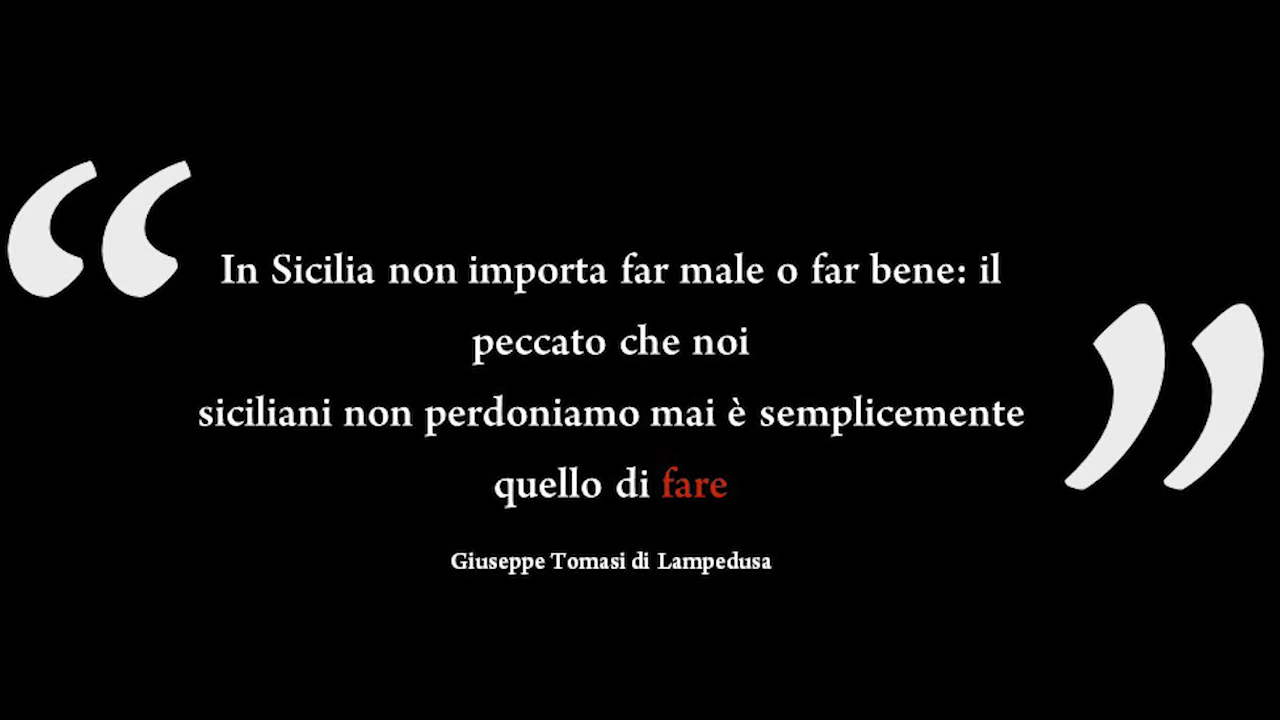 “ In Sicilia non importa far male o far bene: il
peccato che noi
siciliani non perdoniamo mai è semplicemente
quello di fare ”
Giuseppe Tomasi di Lampedusa